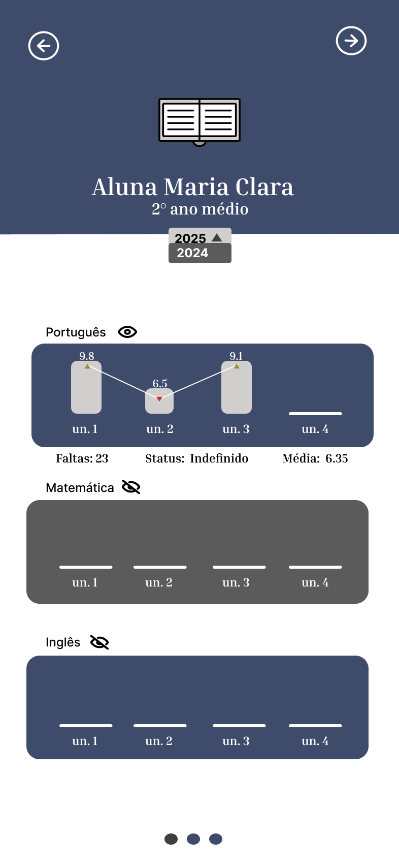 Aluna Maria Clara
2° ano médio
2025
2024
Português
9.8 6.5 9.1
un. 1 un. 2 un. 3 un. 4
Faltas: 23 Status: Indefinido Média: 6.35
Matemática
un. 1 un. 2 un. 3 un. 4
Inglês
un. 1 un. 2 un. 3 un. 4